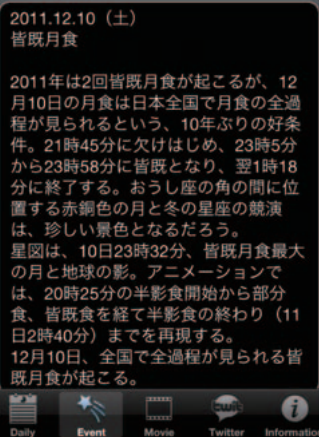 2011.12.10（土）
皆既月食
2011年は2回皆既月食が起こるが、12
月10日の月食は日本全国で月食の全過
程が見られるという、10年ぶりの好条
件。21時45分に欠けはじめ、23時5分
から23時58分に皆既となり、翌1時18
分に終了する。おうし座の角の間に位
置する赤銅色の月と冬の星座の競演
は、珍しい景色となるだろう。
星図は、10日23時32分、皆既月食最大
の月と地球の影。アニメーションで
は、20時25分の半影食開始から部分
食、皆既食を経て半影食の終わり（11
日2時40分）までを再現する。
12月10日、全国で全過程が見られる皆
既月食が起こる。
Daily Event Movie Twitter Informatio